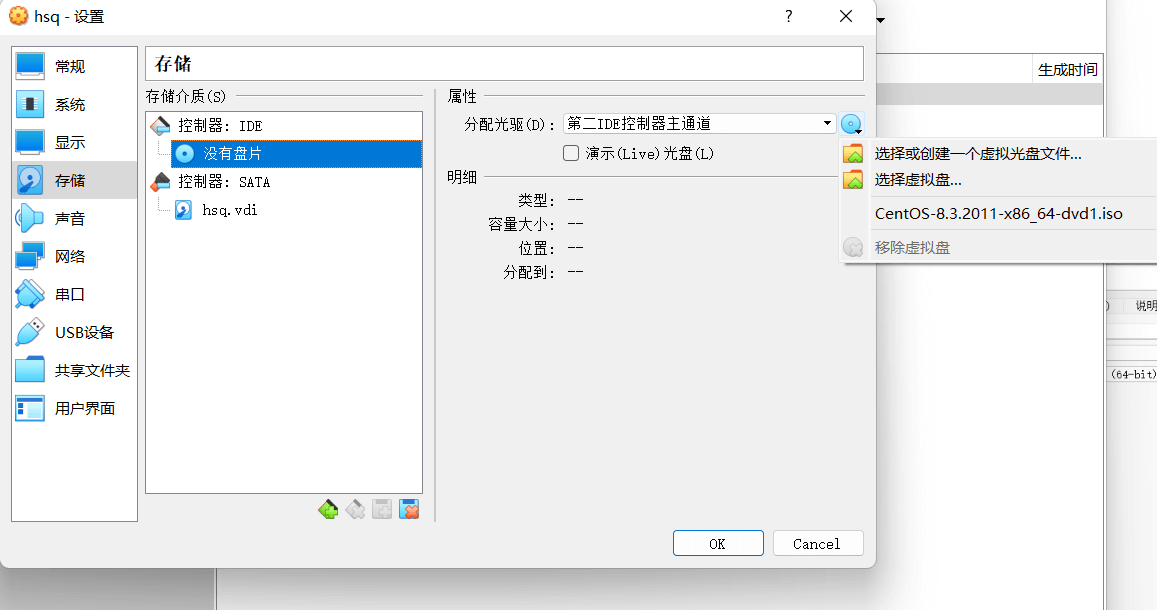 hsq - 设置
?
生成时间
常规
系统
显示
存储
声音
网络
串口
USB设备
共享文件夹
用户界面
存储
存储介质(S)
控制器: IDE
没有盘片
控制器: SATA
hsq.vdi
属性
分配光驱(D): 第二IDE控制器主通道
演示(Live)光盘(L)
明细
类型: --
容量大小: --
位置: --
分配到: --
选择或创建一个虚拟光盘文件...
选择虚拟盘...
CentOS-8.3.2011-x86_64-dvd1.iso
移除虚拟盘
) 说明
(64-bit)
OK
Cancel